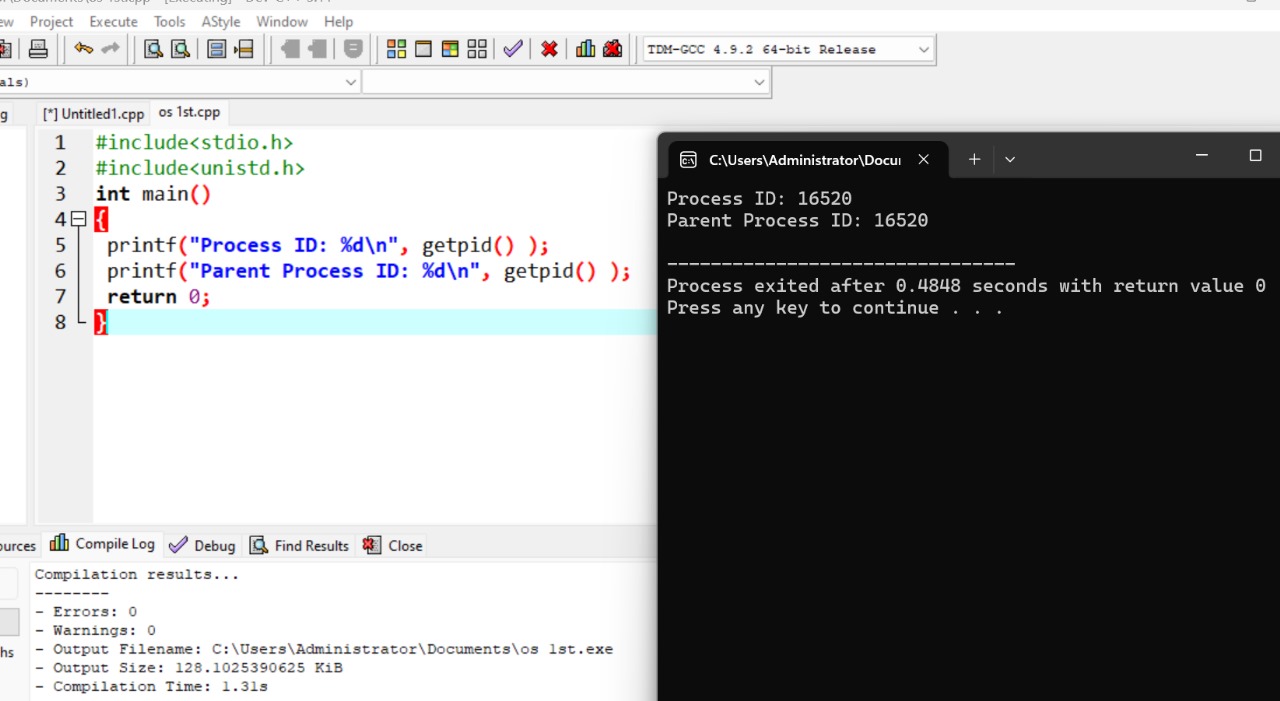 ew Project Execute Tools AStyle Window Help
TDM-GCC 4.9.2 64-bit Release
als)
g [*] Untitled1.cpp os 1st.cpp
1 #include<stdio.h>
2 #include<unistd.h>
3 int main()
4 {
5 printf("Process ID: %d\n", getpid() );
6 printf("Parent Process ID: %d\n", getpid() );
7 return 0;
8 }
C:\Users\Administrator\Docu
Process ID: 16520
Parent Process ID: 16520
--------------------------------
Process exited after 0.4848 seconds with return value 0
Press any key to continue . . .
ources Compile Log Debug Find Results Close
Compilation results...
--------
- Errors: 0
- Warnings: 0
- Output Filename: C:\Users\Administrator\Documents\os 1st.exe
- Output Size: 128.1025390625 KiB
- Compilation Time: 1.31s
hs